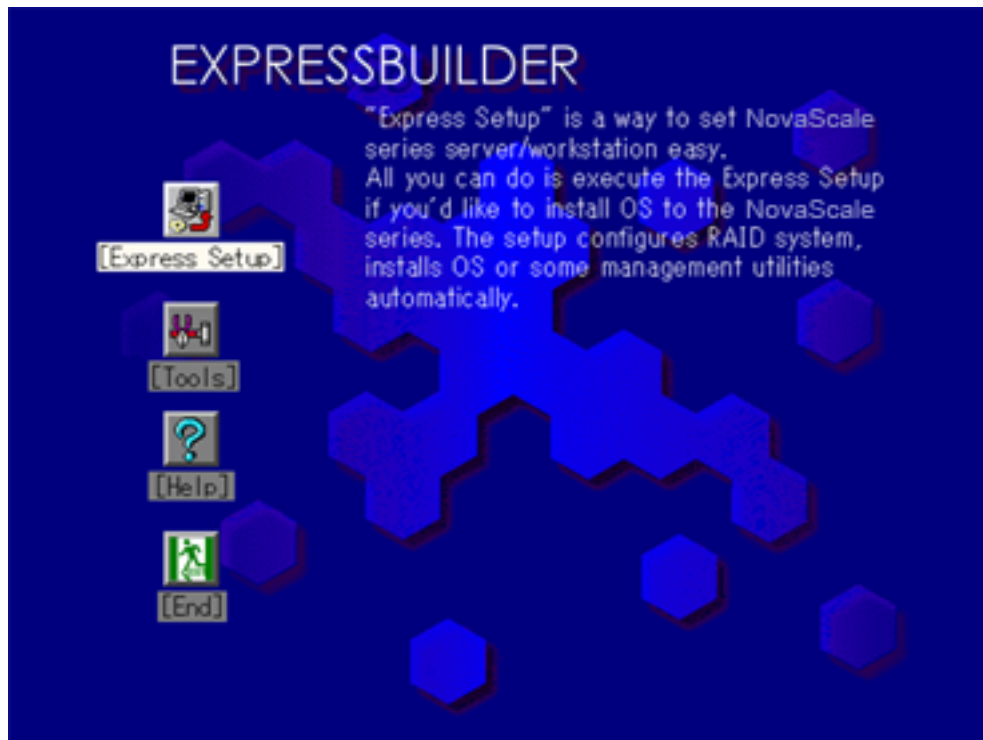 EXPRESSBUILDER
"Express Setup" is a way to set NovaScale
series server/workstation easy.
All you can do is execute the Express Setup
if you'd like to install OS to the NovaScale
series. The setup configures RAID system,
installs OS or some management utilities
automatically.
[Express Setup]
[Tools]
[Help]
[End]